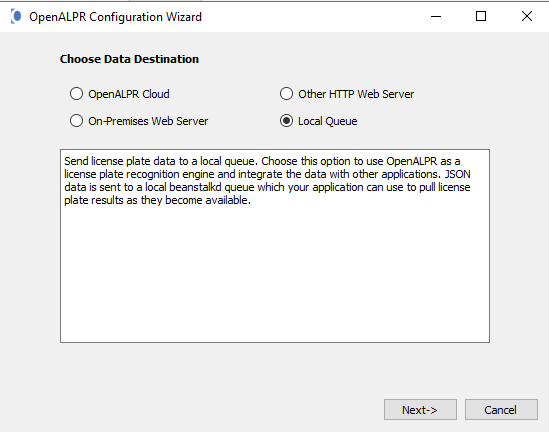 OpenALPR Configuration Wizard
Choose Data Destination
OpenALPR Cloud
Other HTTP Web Server
On-Premises Web Server
Local Queue
Send license plate data to a local queue. Choose this option to use OpenALPR as a
license plate recognition engine and integrate the data with other applications. JSON
data is sent to a local beanstalkd queue which your application can use to pull license
plate results as they become available.
Next->
Cancel